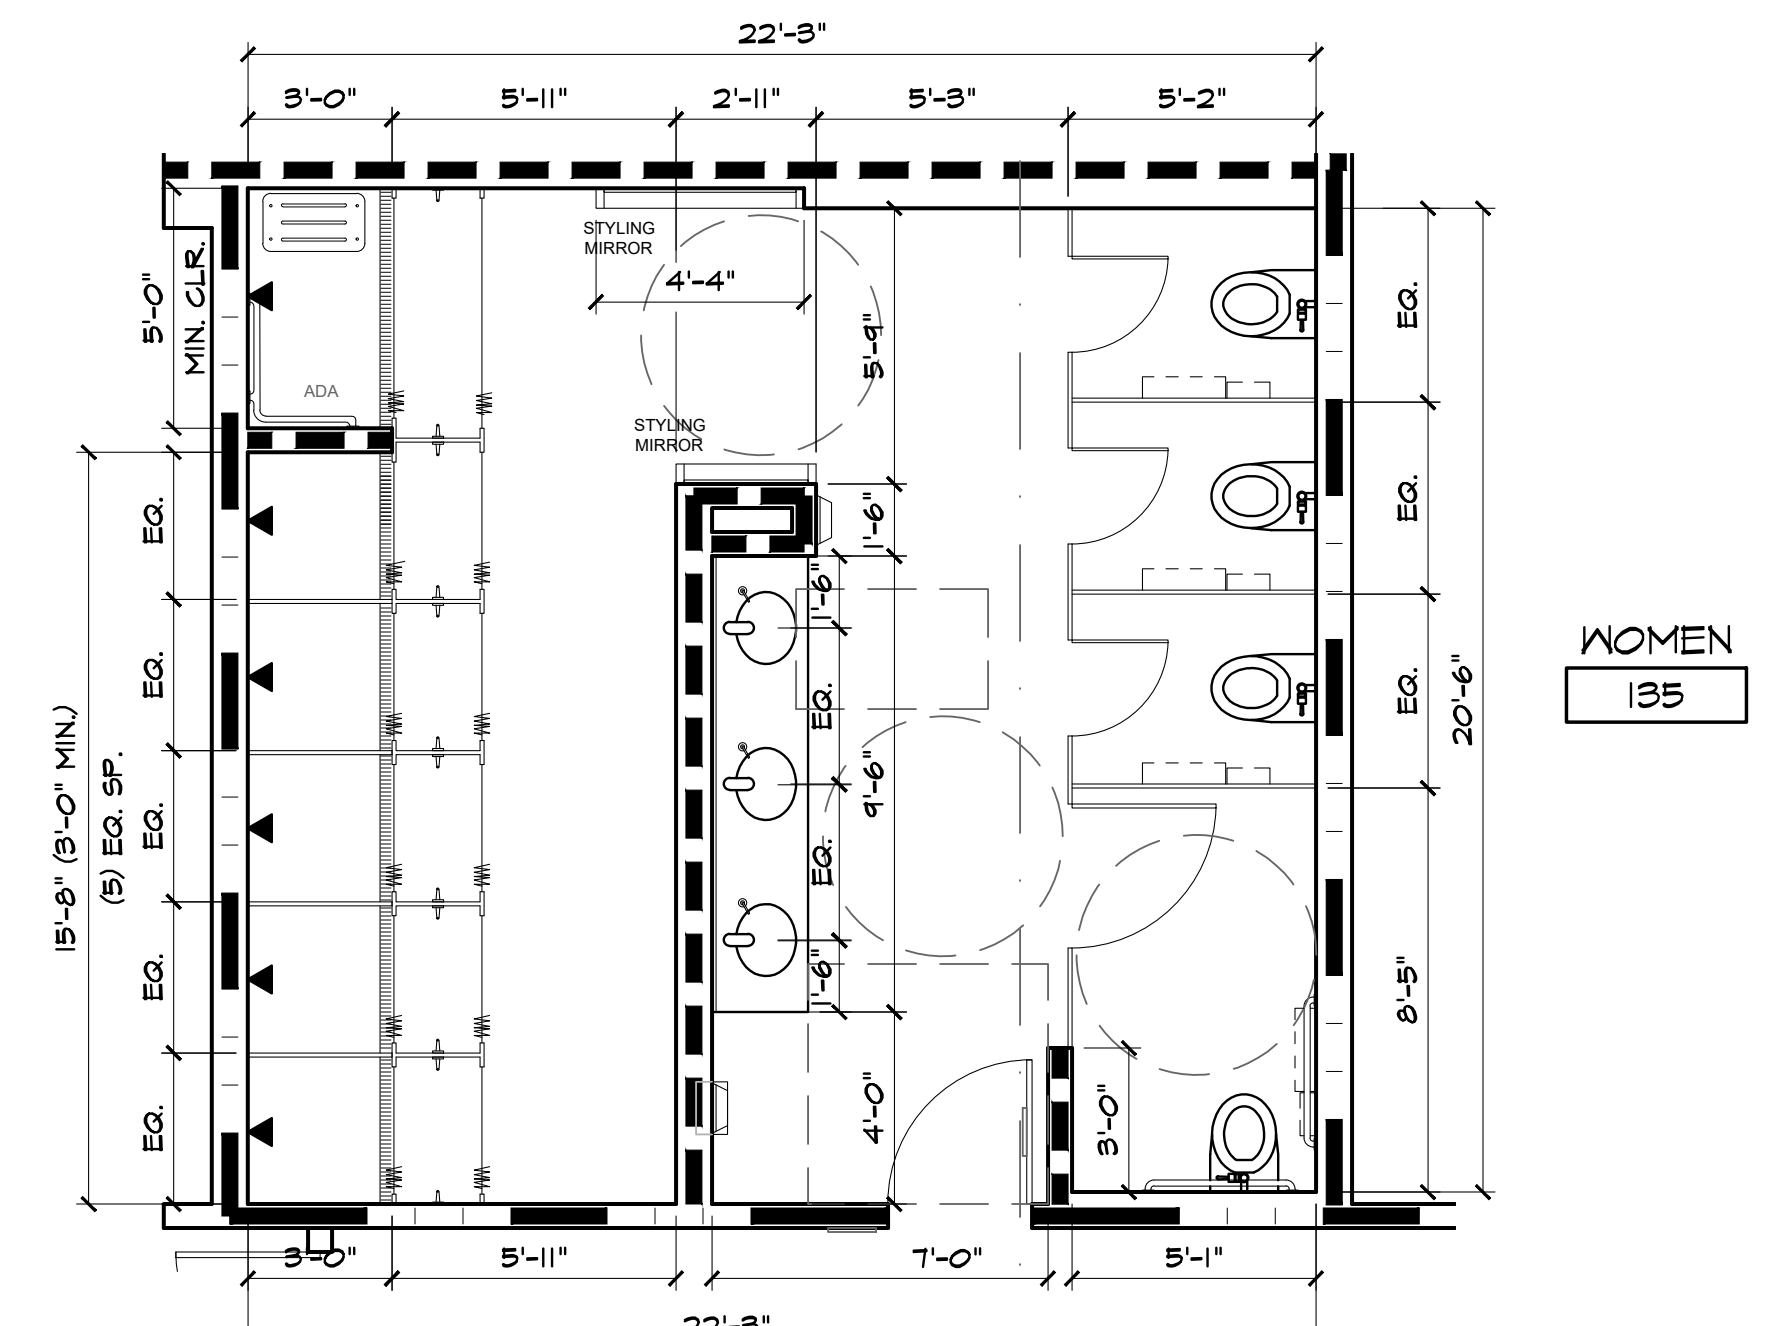 22'-3"
3'-0" 5'-11" 2'-11" 5'-3" 5'-2"
STYLING
MIRROR
4'-4"
5'-0"
MIN. CLR.
ADA
5'-9"
EQ.
STYLING
MIRROR
EQ.
1'-6"
EQ.
1'-6"
WOMEN
135
EQ.
EQ.
EQ.
20'-6"
15'-8" (3'-0" MIN.)
(5) EQ. SP.
EQ.
9'-6"
EQ.
EQ.
1'-6"
8'-5"
EQ.
4'-0"
3'-0"
3'-0" 5'-11" 7'-0" 5'-1"
22'-3"